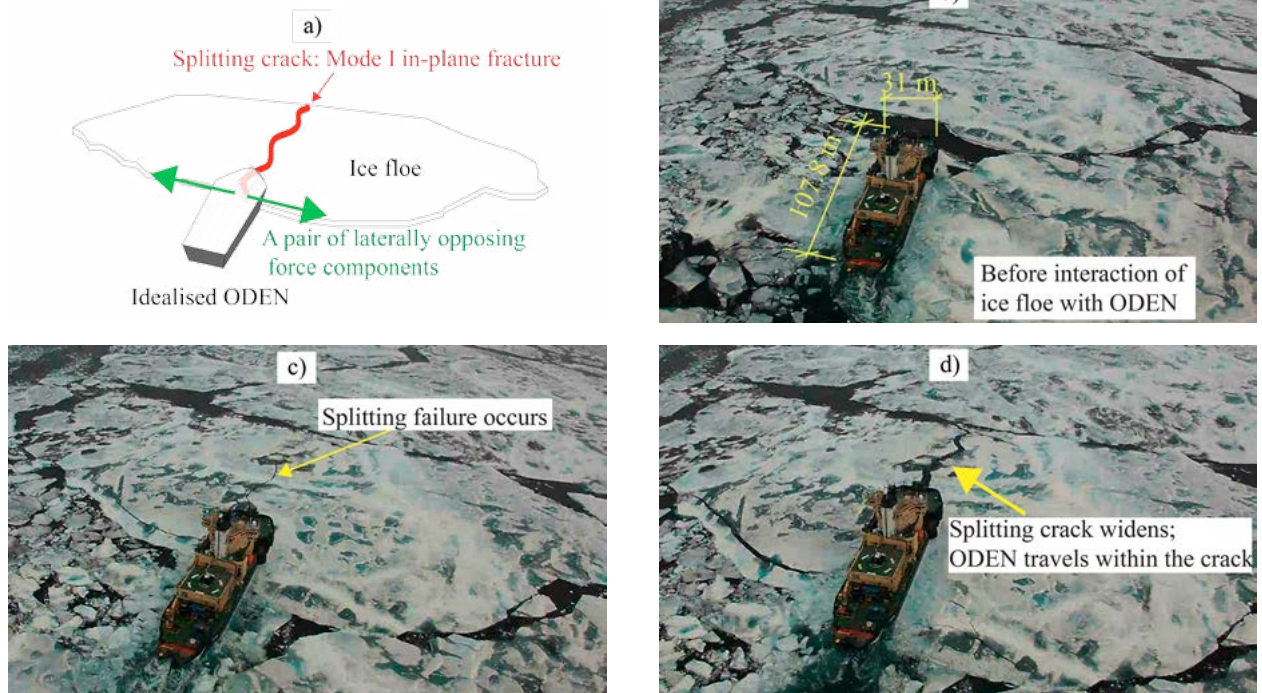 a)
Splitting crack: Mode I in-plane fracture
Ice floe
A pair of laterally opposing
force components
Idealised ODEN
31 m
107.8 m
Before interaction of
ice floe with ODEN
c)
Splitting failure occurs
d)
Splitting crack widens;
ODEN travels within the crack